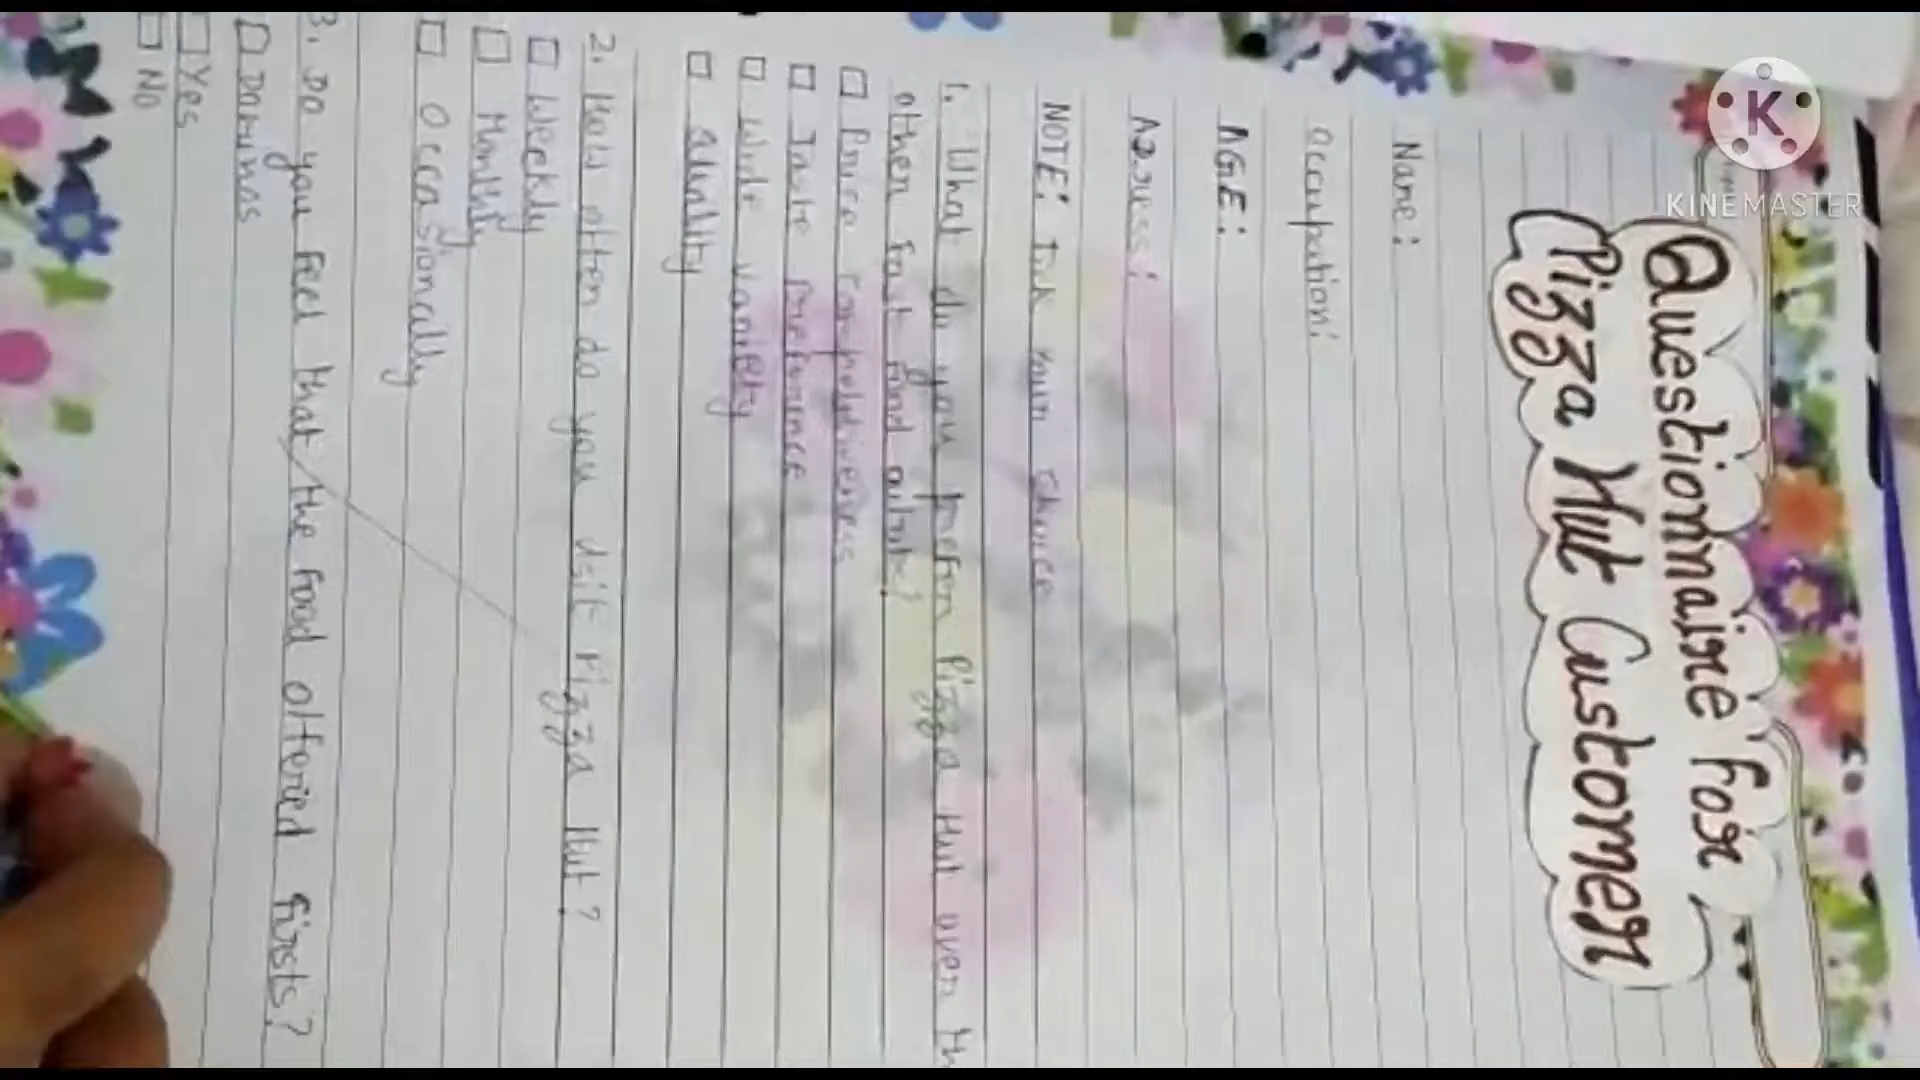 Questionnaire For
Pizza Hut Customer
Name:
Occupation:
AGE:
Address:
NOTE: Tick your choice
1. What do you prefer Pizza Hut over th
other fast food outlets?
Price competitiveness
Taste preference
Wide variety
Quality
2. How often do you visit Pizza Hut?
Weekly
Monthly
Occasionally
3. Do you feel that the food offered firsts?
Dominos
Yes
No
K
KINEMASTER